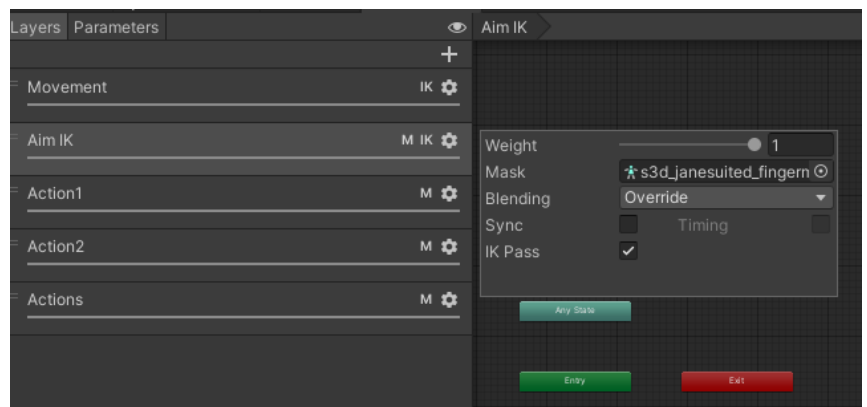 Layers Parameters
Aim IK
Movement IK
Aim IK M IK
Action1 M
Action2 M
Actions M
Weight 1
Mask s3d_janesuited_fingern
Blending Override
Sync Timing
IK Pass
Any State
Entry Exit